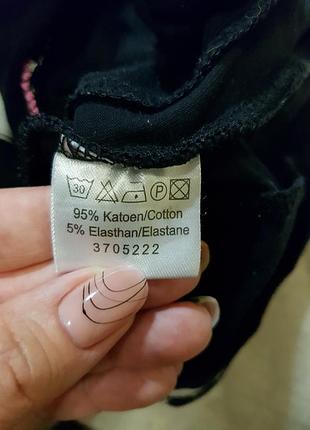 30 P
95% Katoen/Cotton
5% Elasthan/Elastane
3705222